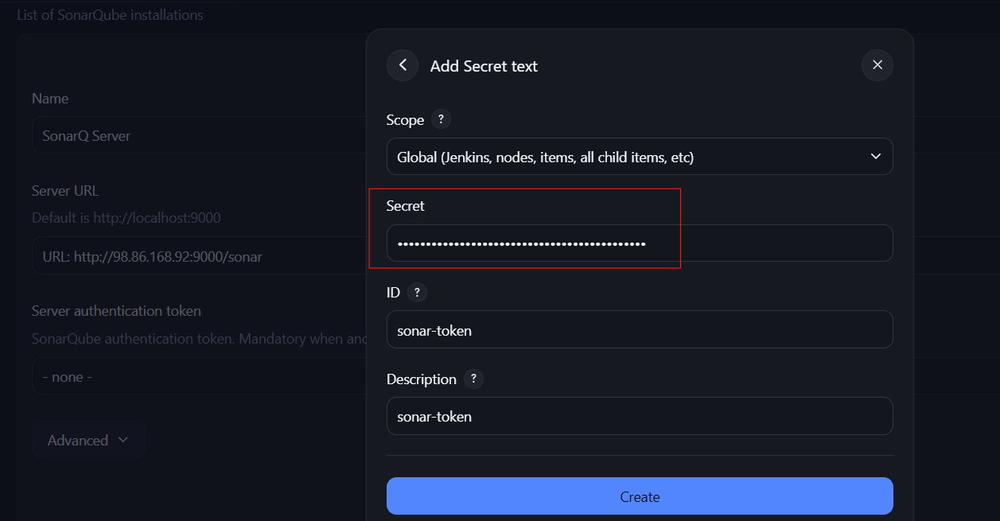 List of SonarQube installations
Add Secret text
Name
Scope ?
SonarQ Server
Global (Jenkins, nodes, items, all child items, etc)
Server URL
Secret
Default is http://localhost:9000
••••••••••••••••••••••••••••••••••••••••••••
URL: http://98.86.168.92:9000/sonar
ID ?
Server authentication token
sonar-token
SonarQube authentication token. Mandatory when
- none -
Description ?
sonar-token
Advanced
Create